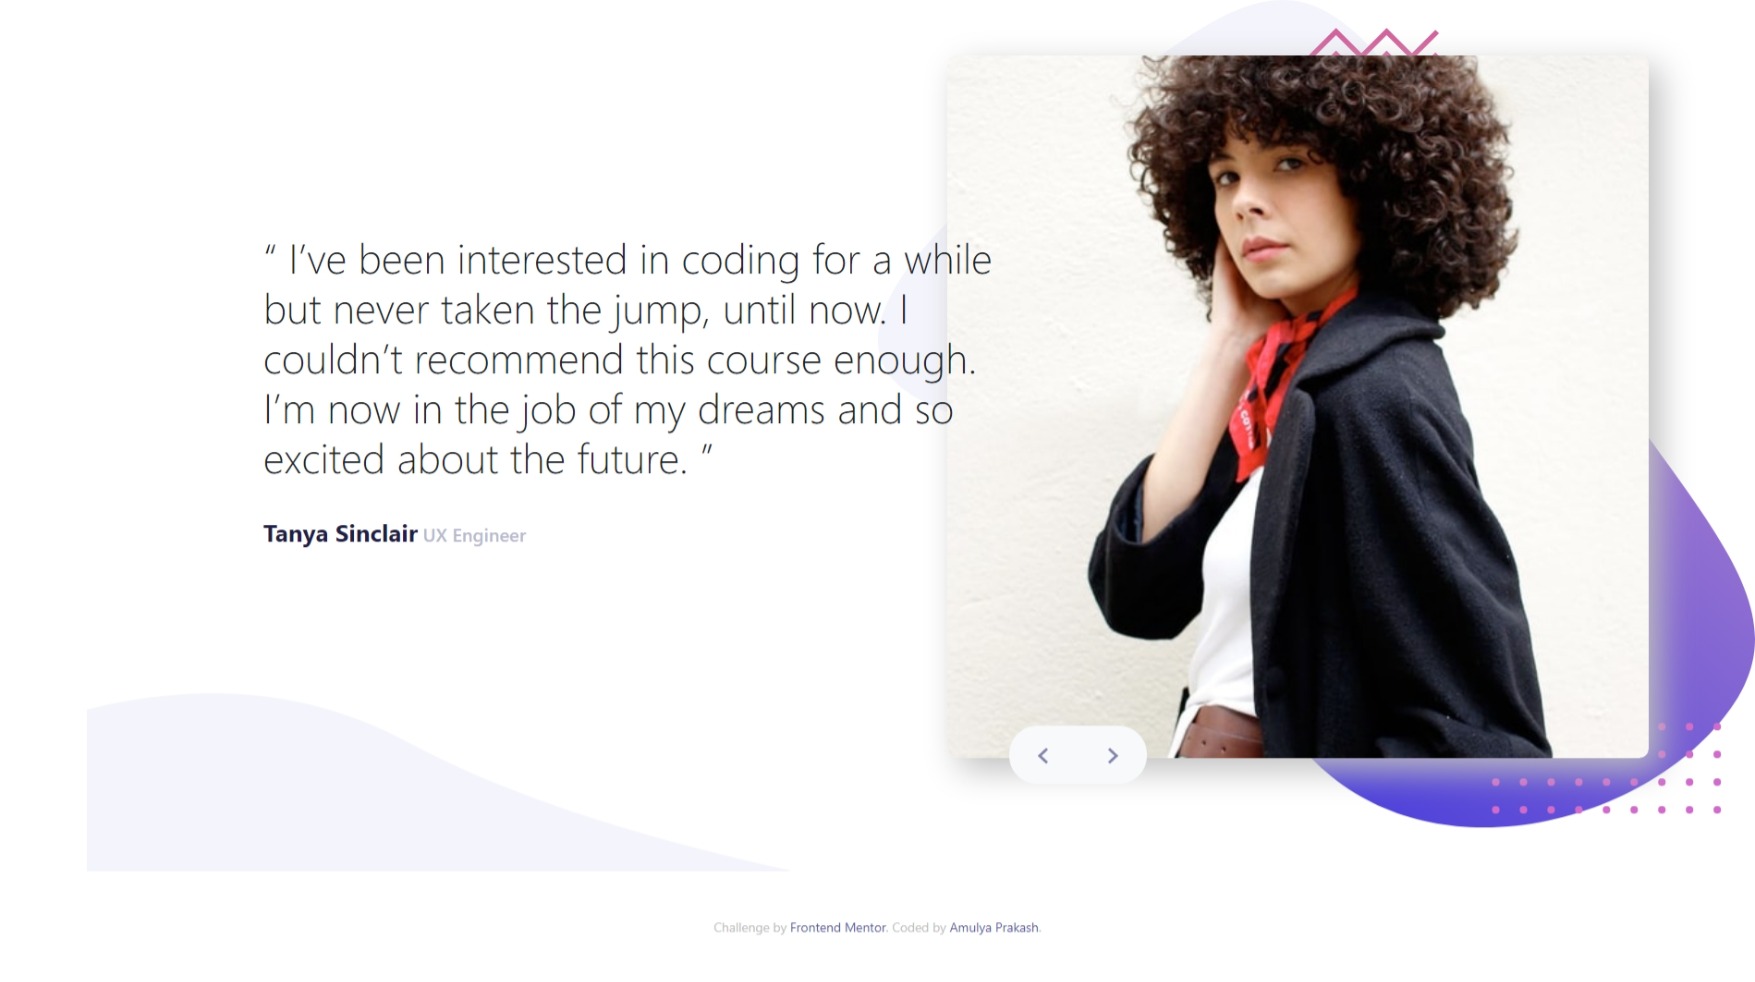 “ I’ve been interested in coding for a while
but never taken the jump, until now. I
couldn’t recommend this course enough.
I’m now in the job of my dreams and so
excited about the future. ”
Tanya Sinclair UX Engineer
Challenge by Frontend Mentor. Coded by Amulya Prakash.